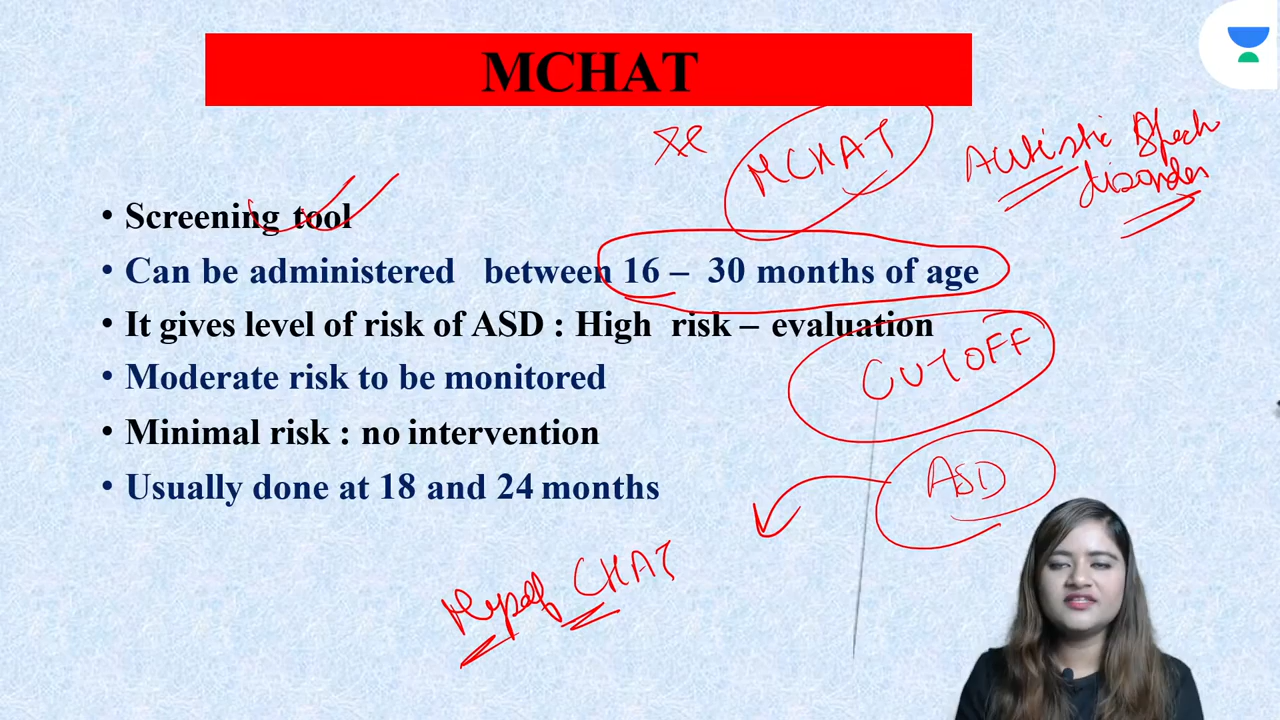 MCHAT
MCHAT
Autistic Spect
disorder
• Screening tool
• Can be administered between 16 – 30 months of age
• It gives level of risk of ASD : High risk – evaluation
CUTOFF
• Moderate risk to be monitored
• Minimal risk : no intervention
ASD
• Usually done at 18 and 24 months
CHAT